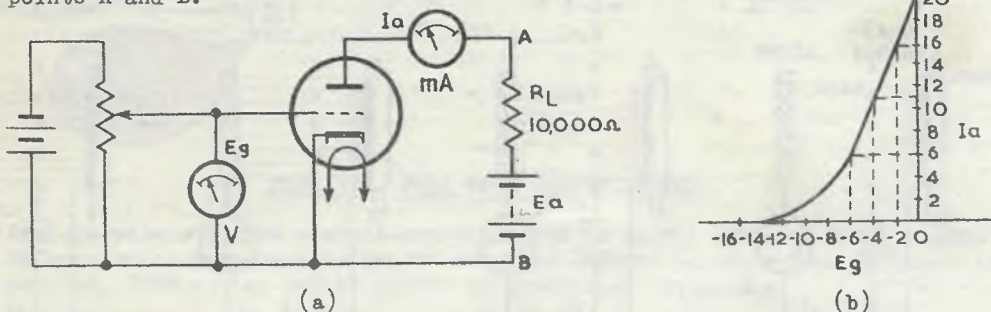 points A and B.
Ia
A
mA
RL
10,000Ω
Eg
V
Ea
B
(a)
20
18
16
14
12
10
8
6
4
2
Ia
-16-14-12-10-8-6-4-2 0
Eg
(b)